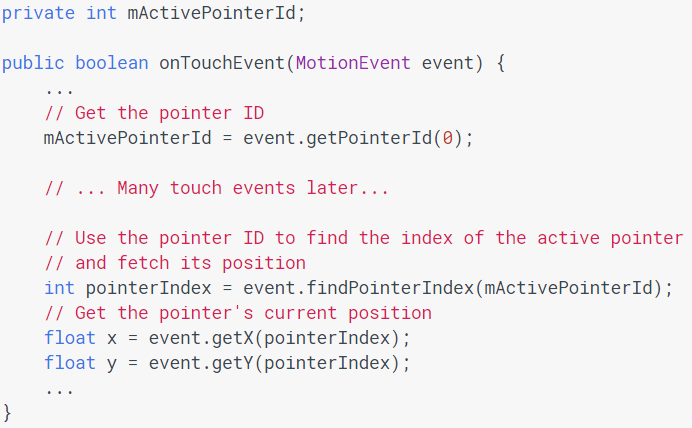 private int mActivePointerId;
public boolean onTouchEvent(MotionEvent event) {
...
// Get the pointer ID
mActivePointerId = event.getPointerId(0);
// ... Many touch events later...
// Use the pointer ID to find the index of the active pointer
// and fetch its position
int pointerIndex = event.findPointerIndex(mActivePointerId);
// Get the pointer's current position
float x = event.getX(pointerIndex);
float y = event.getY(pointerIndex);
...
}